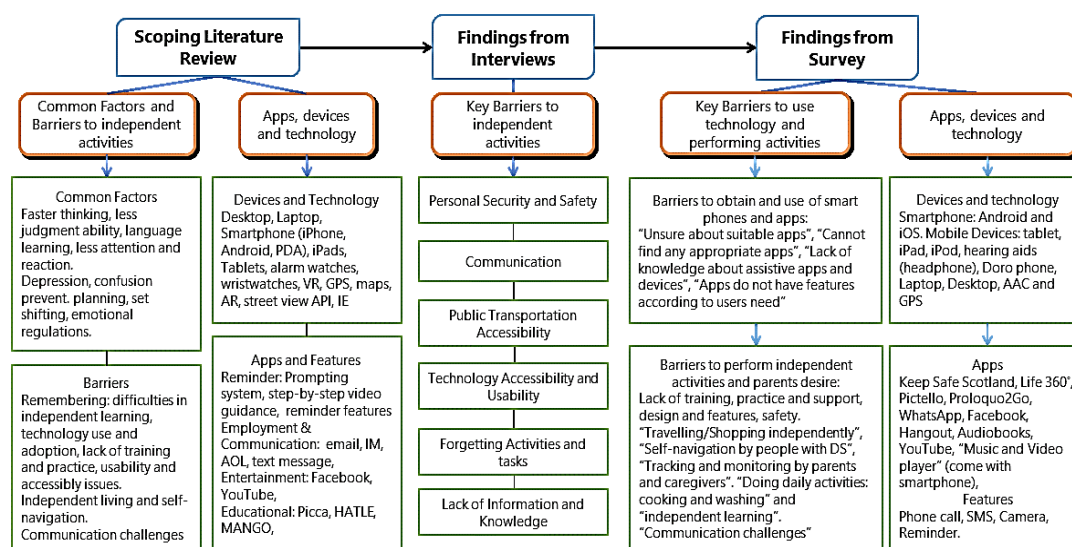 Scoping Literature
Review
Findings from
Interviews
Findings from
Survey
Common Factors and
Barriers to independent
activities
Apps, devices
and technology
Key Barriers to
independent
activities
Key Barriers to use
technology and
performing activities
Apps, devices and
technology
Common Factors
Faster thinking, less
judgment ability, language
learning, less attention and
reaction.
Depression, confusion
prevent. planning, set
shifting, emotional
regulations.
Devices and Technology
Desktop, Laptop,
Smartphone (iPhone,
Android, PDA), iPads,
Tablets, alarm watches,
wristwatches, VR, GPS, maps,
AR, street view API, IE
Personal Security and Safety
Communication
Public Transportation
Accessibility
Technology Accessibility and
Usability
Forgetting Activities and
tasks
Lack of Information and
Knowledge
Barriers to obtain and use of smart
phones and apps:
“Unsure about suitable apps”, “Cannot
find any appropriate apps”, “Lack of
knowledge about assistive apps and
devices”, “Apps do not have features
according to users need”
Devices and technology
Smartphone: Android and
iOS. Mobile Devices: tablet,
iPad, iPod, hearing aids
(headphone), Doro phone,
Laptop, Desktop, AAC and
GPS
Barriers
Remembering: difficulties in
independent learning,
technology use and
adoption, lack of training
and practice, usability and
accessibly issues.
Independent living and self-
navigation.
Communication challenges
Apps and Features
Reminder: Prompting
system, step-by-step video
guidance, reminder features
Employment &
Communication: email, IM,
AOL, text message,
Entertainment: Facebook,
YouTube,
Educational: Picca, HATLE,
MANGO,
Barriers to perform independent
activities and parents desire:
Lack of training, practice and support,
design and features, safety.
“Travelling/Shopping independently”,
“Self-navigation by people with DS”,
“Tracking and monitoring by parents
and caregivers”. “Doing daily activities:
cooking and washing” and
“independent learning”.
“Communication challenges”
Apps
Keep Safe Scotland, Life 360°,
Pictello, Proloquo2Go,
WhatsApp, Facebook,
Hangout, Audiobooks,
YouTube, “Music and Video
player” (come with
smartphone),
Features
Phone call, SMS, Camera,
Reminder.